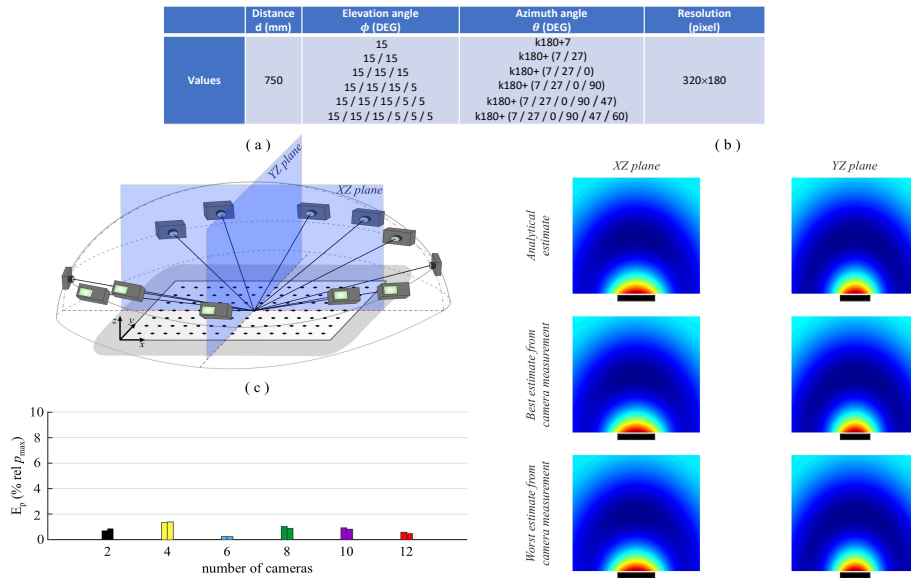 Distance d (mm)
Elevation angle ϕ (DEG)
Azimuth angle θ (DEG)
Resolution (pixel)
Values
750
15
15 / 15
15 / 15 / 15
15 / 15 / 15 / 5
15 / 15 / 15 / 5 / 5
15 / 15 / 15 / 5 / 5 / 5
k180+7
k180+ (7 / 27)
k180+ (7 / 27 / 0)
k180+ (7 / 27 / 0 / 90)
k180+ (7 / 27 / 0 / 90 / 47)
k180+ (7 / 27 / 0 / 90 / 47 / 60)
320×180
( a )
YZ plane
XZ plane
z
y
x
( b )
XZ plane
YZ plane
Analytical
estimate
Best estimate from
camera measurement
Worst estimate from
camera measurement
( c )
E_p (% rel p_max)
10
8
6
4
2
0
2 4 6 8 10 12
number of cameras